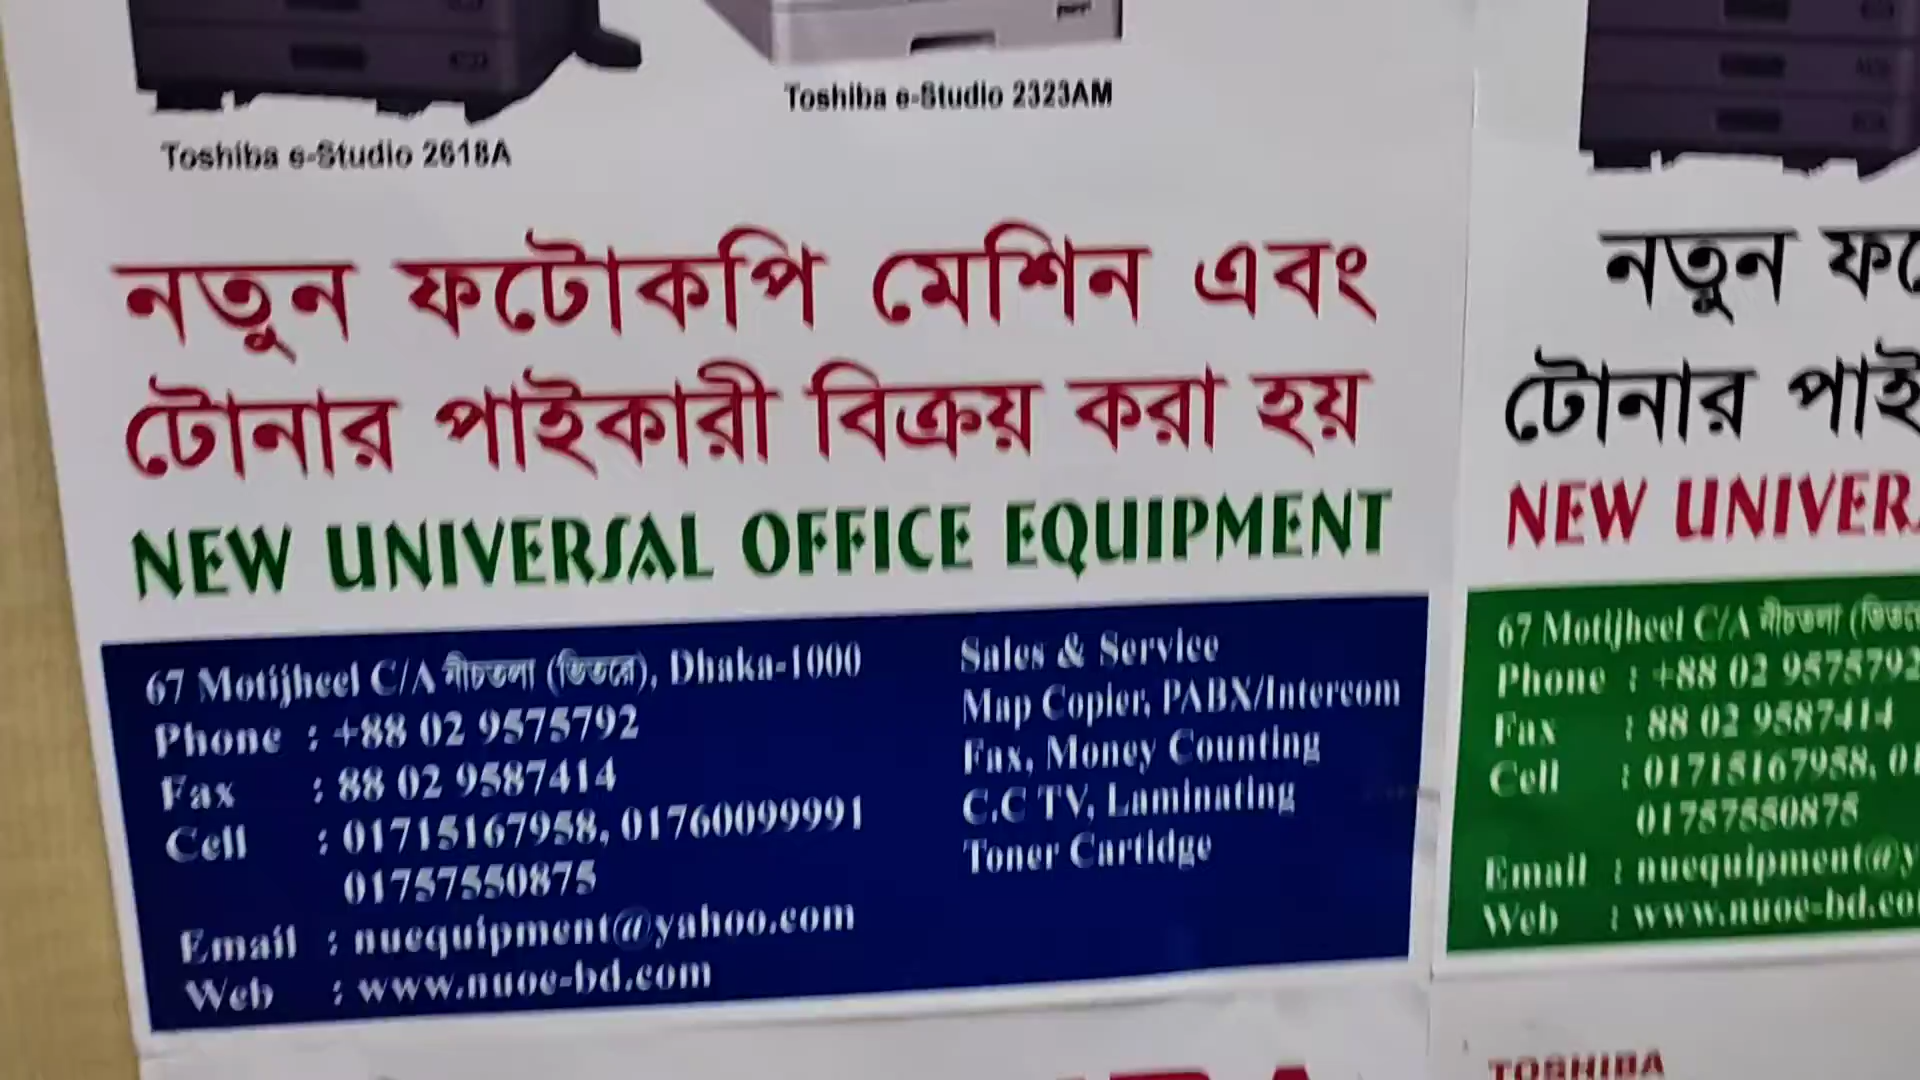 Toshiba e-Studio 2323AM
Toshiba e-Studio 2618A
নতুন ফটোকপি মেশিন এবং
টোনার পাইকারী বিক্রয় করা হয়
NEW UNIVERSAL OFFICE EQUIPMENT
67 Motijheel C/A নীচতলা (ভিতরে), Dhaka-1000
Phone : +88 02 9575792
Fax : 88 02 9587414
Cell : 01715167958, 01760099991
01757550875
Email : nuequipment@yahoo.com
Web : www.nuoe-bd.com
Sales & Service
Map Copier, PABX/Intercom
Fax, Money Counting
C.C TV, Laminating
Toner Cartidge
নতুন
টোনার
NEW
67 Motijheel C/A নীচতলা
Phone : +88 02 9575792
Fax : 88 02 9587414
Cell : 01715167958,
01757550875
Email : nuequipment@
Web : www.nuoe-bd.
TOSHIBA